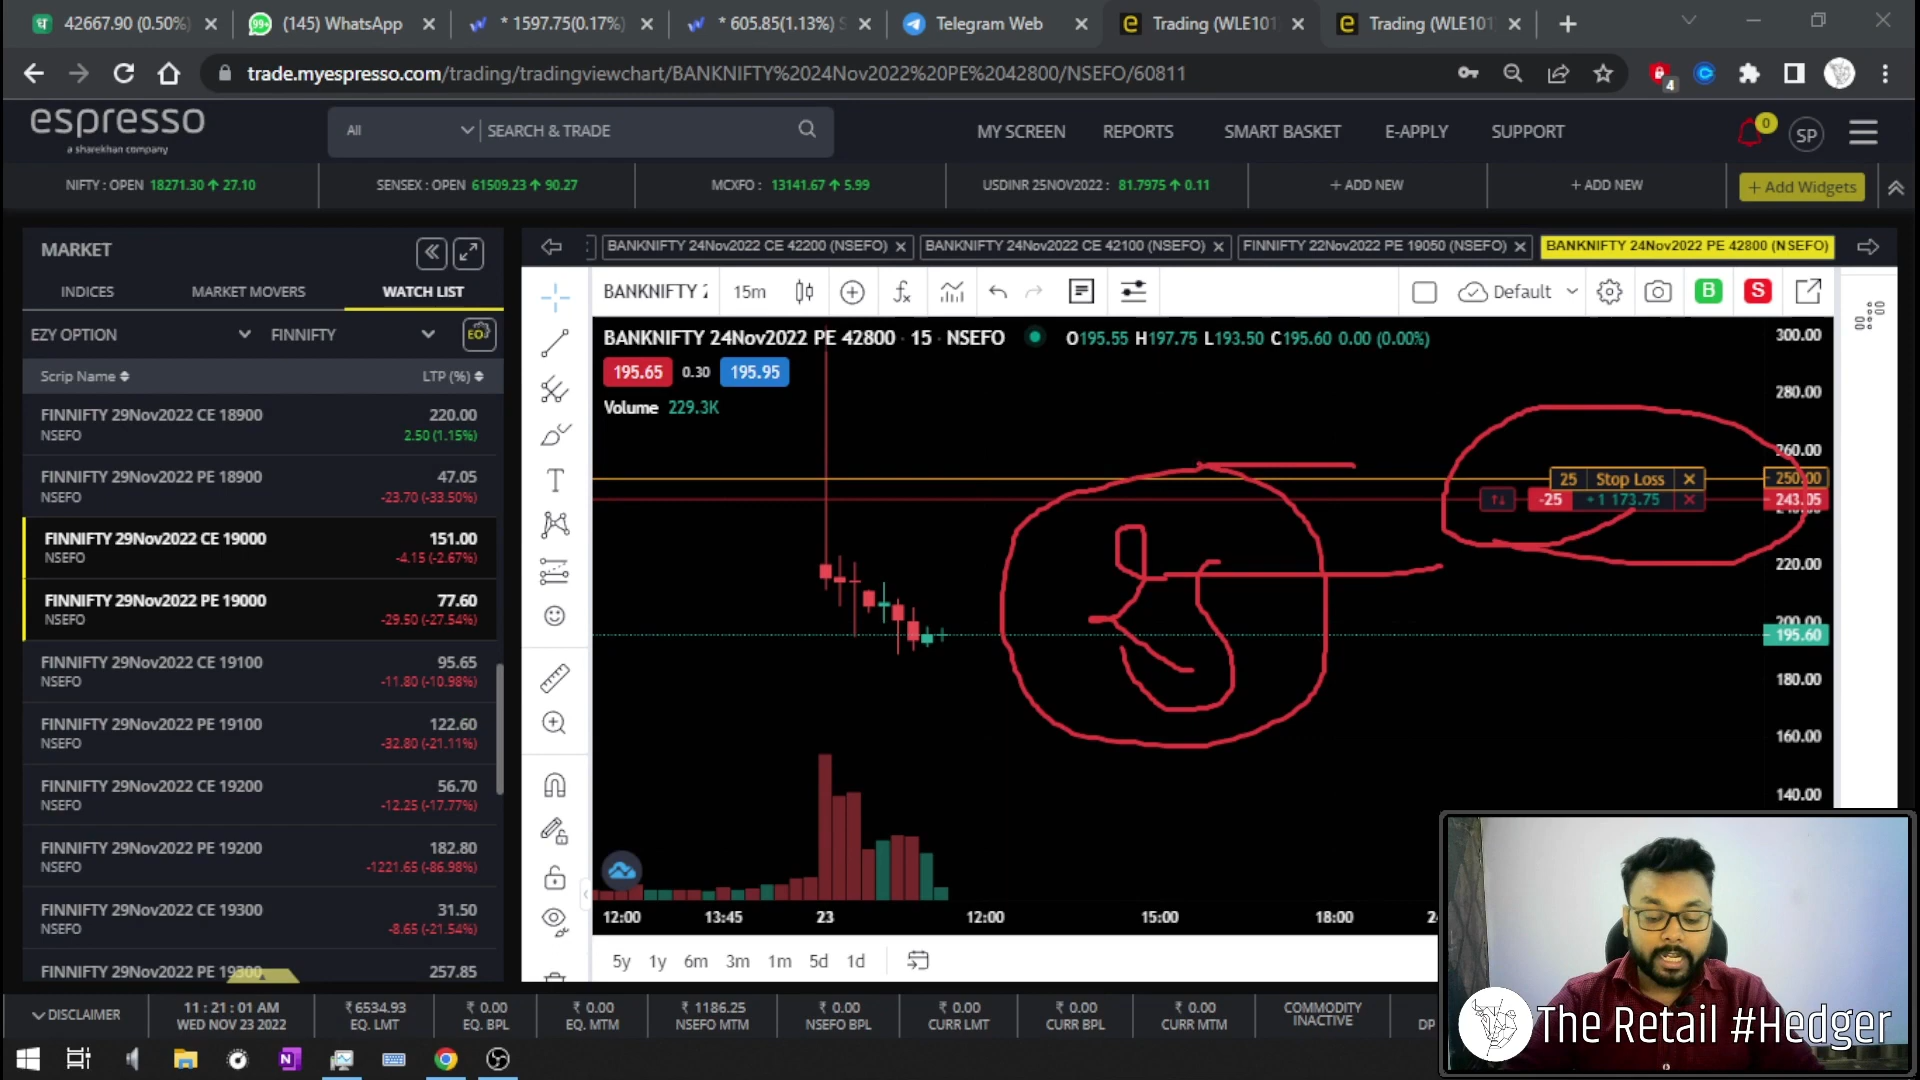 42667.90 (0.50%)
(145) WhatsApp
* 1597.75(0.17%)
* 605.85(1.13%) S
Telegram Web
Trading (WLE101
Trading (WLE101
trade.myespresso.com/trading/tradingviewchart/BANKNIFTY%2024Nov2022%20PE%2042800/NSEFO/60811
4
espresso
a sharekhan company
All
SEARCH & TRADE
MY SCREEN
REPORTS
SMART BASKET
E-APPLY
SUPPORT
0
SP
NIFTY : OPEN 18271.30 27.10
SENSEX : OPEN 61509.23 90.27
MCXFO : 13141.67 5.99
USDINR 25NOV2022 : 81.7975 0.11
+ ADD NEW
+ ADD NEW
+ Add Widgets
MARKET
INDICES
MARKET MOVERS
WATCH LIST
EZY OPTION
FINNIFTY
EO
Scrip Name
LTP (%)
FINNIFTY 29Nov2022 CE 18900 220.00
NSEFO 2.50 (1.15%)
FINNIFTY 29Nov2022 PE 18900 47.05
NSEFO -23.70 (-33.50%)
FINNIFTY 29Nov2022 CE 19000 151.00
NSEFO -4.15 (-2.67%)
FINNIFTY 29Nov2022 PE 19000 77.60
NSEFO -29.50 (-27.54%)
FINNIFTY 29Nov2022 CE 19100 95.65
NSEFO -11.80 (-10.98%)
FINNIFTY 29Nov2022 PE 19100 122.60
NSEFO -32.80 (-21.11%)
FINNIFTY 29Nov2022 CE 19200 56.70
NSEFO -12.25 (-17.77%)
FINNIFTY 29Nov2022 PE 19200 182.80
NSEFO -1221.65 (-86.98%)
FINNIFTY 29Nov2022 CE 19300 31.50
NSEFO -8.65 (-21.54%)
FINNIFTY 29Nov2022 PE 19300 257.85
BANKNIFTY 24Nov2022 CE 42200 (NSEFO)
BANKNIFTY 24Nov2022 CE 42100 (NSEFO)
FINNIFTY 22Nov2022 PE 19050 (NSEFO)
BANKNIFTY 24Nov2022 PE 42800 (NSEFO)
BANKNIFTY 2
15m
Default
B
S
BANKNIFTY 24Nov2022 PE 42800 · 15 · NSEFO
O195.55 H197.75 L193.50 C195.60 0.00 (0.00%)
195.65 0.30 195.95
Volume 229.3K
25 Stop Loss
-25 +1 173.75
300.00
280.00
260.00
250.00
243.05
220.00
200.00
195.60
180.00
160.00
140.00
12:00
13:45
23
12:00
15:00
18:00
5y 1y 6m 3m 1m 5d 1d
DISCLAIMER
11 : 21 : 01 AM
WED NOV 23 2022
₹ 6534.93
EQ. LMT
₹ 0.00
EQ. BPL
₹ 0.00
EQ. MTM
₹ 1186.25
NSEFO MTM
₹ 0.00
NSEFO BPL
₹ 0.00
CURR LMT
₹ 0.00
CURR BPL
₹ 0.00
CURR MTM
COMMODITY
INACTIVE
DP
The Retail #Hedger